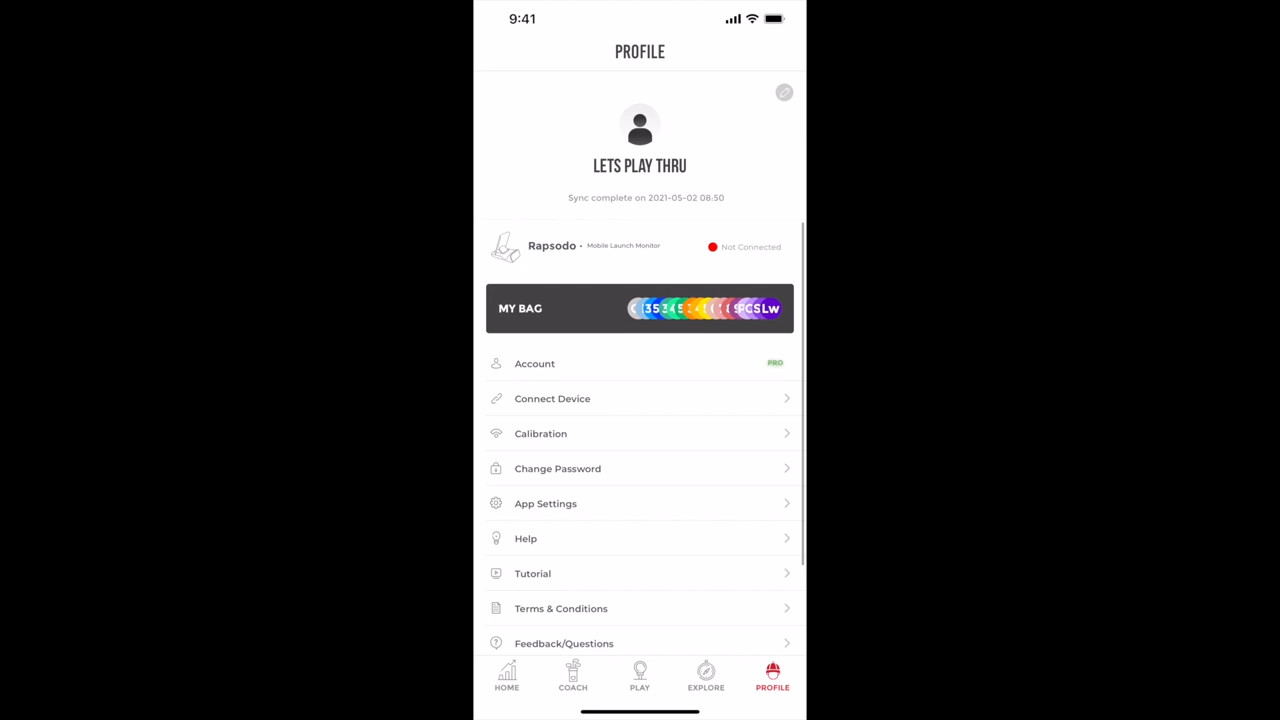 9:41
PROFILE
LETS PLAY THRU
Sync complete on 2021-05-02 08:50
Rapsodo • Mobile Launch Monitor
Not Connected
MY BAG
Lw
Account
PRO
Connect Device
Calibration
Change Password
App Settings
Help
Tutorial
Terms & Conditions
Feedback/Questions
HOME COACH PLAY EXPLORE PROFILE